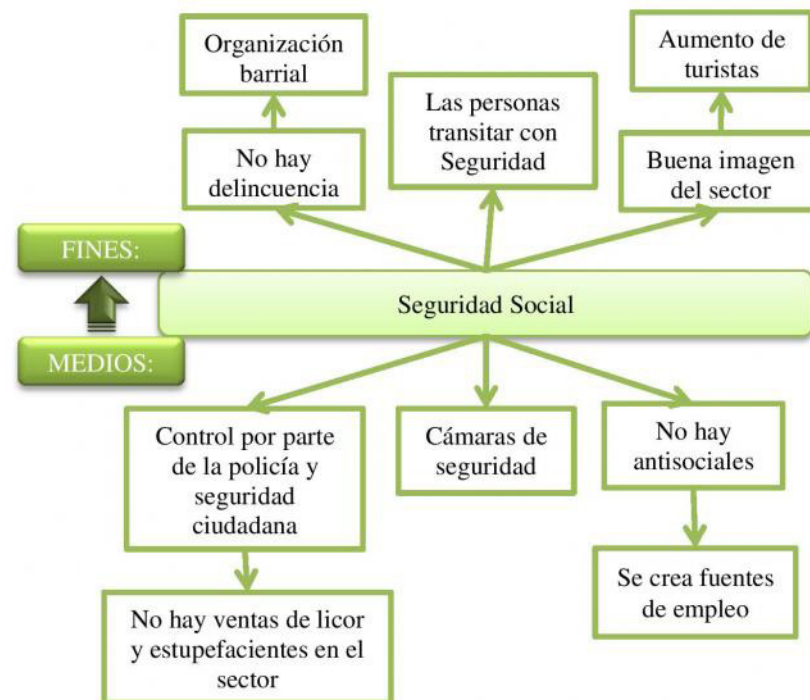 Organización
barrial
Aumento de
turistas
Las personas
transitar con
Seguridad
No hay
delincuencia
Buena imagen
del sector
FINES:
Seguridad Social
MEDIOS:
Control por parte
de la policía y
seguridad
ciudadana
Cámaras de
seguridad
No hay
antisociales
Se crea fuentes
de empleo
No hay ventas de licor
y estupefacientes en el
sector